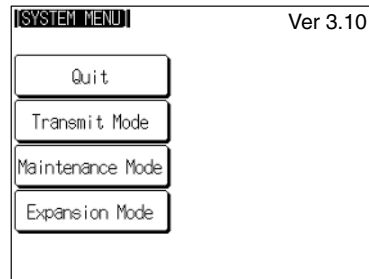 [SYSTEM MENU]
Ver 3.10
Quit
Transmit Mode
Maintenance Mode
Expansion Mode